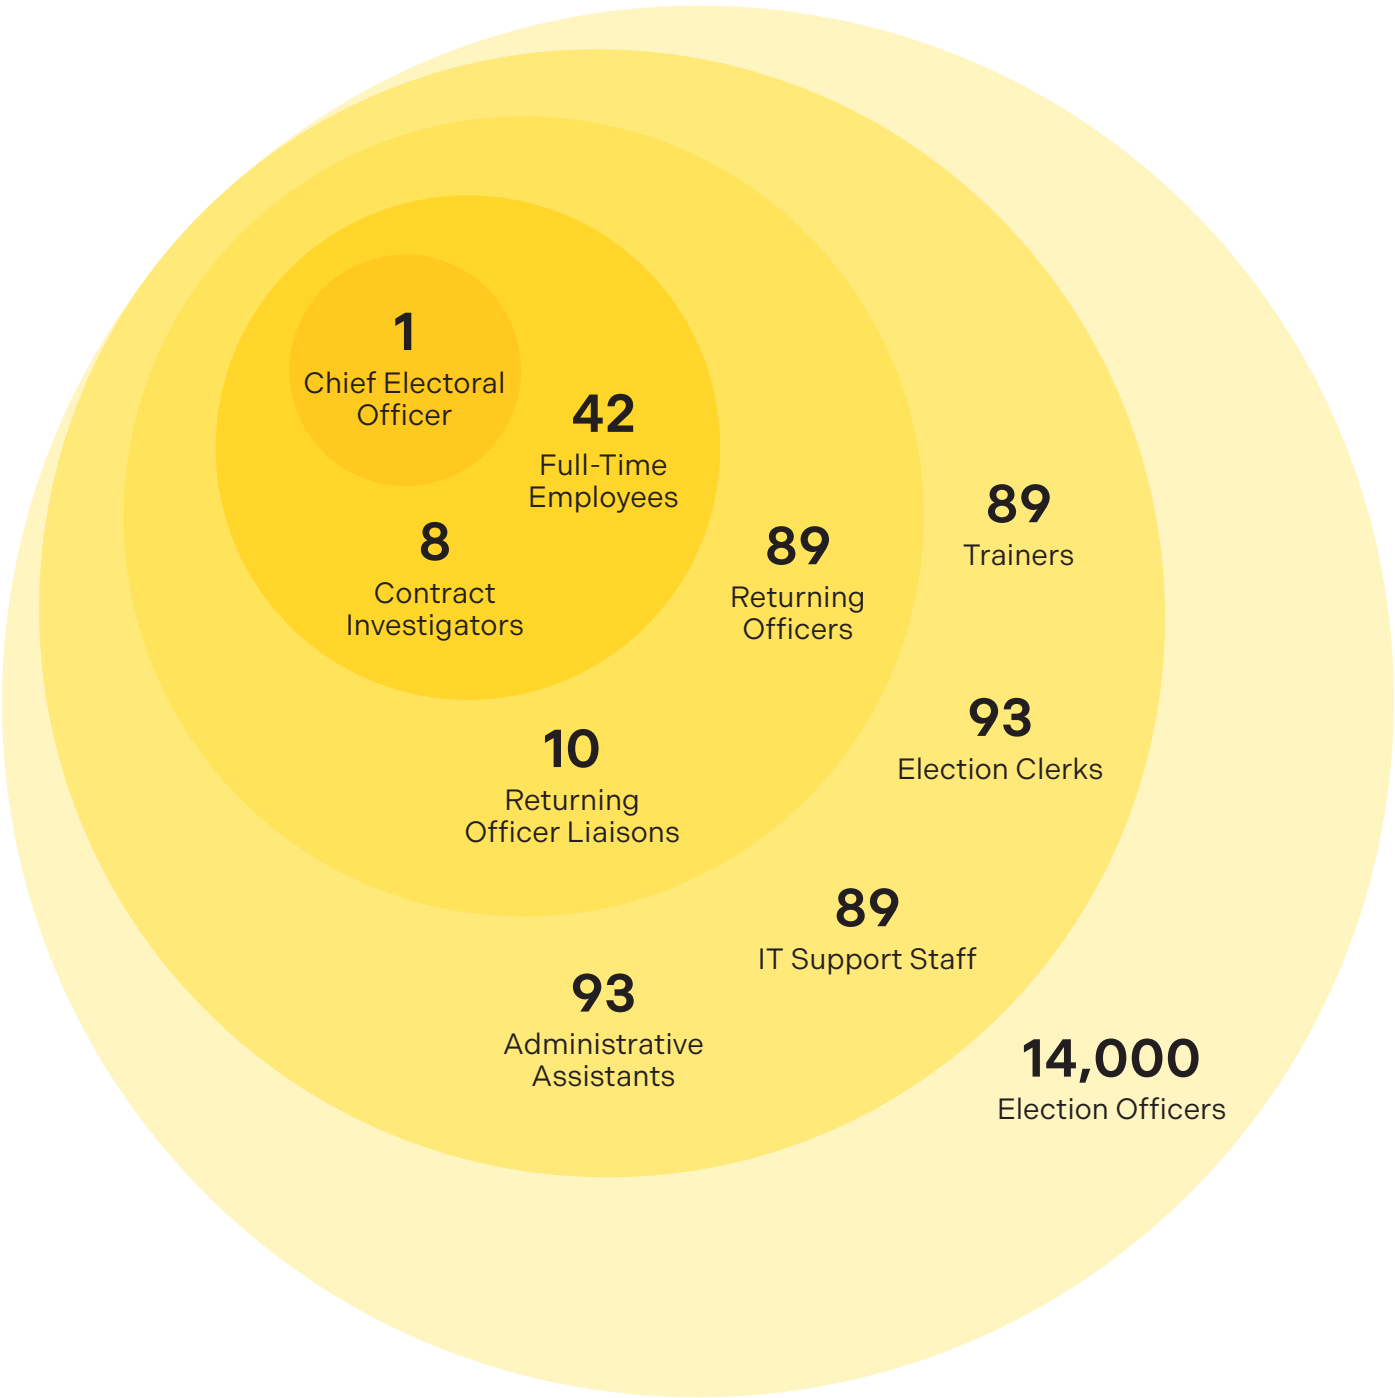 1
Chief Electoral
Officer
42
Full-Time
Employees
8
Contract
Investigators
89
Returning
Officers
10
Returning
Officer Liaisons
89
Trainers
93
Election Clerks
89
IT Support Staff
93
Administrative
Assistants
14,000
Election Officers